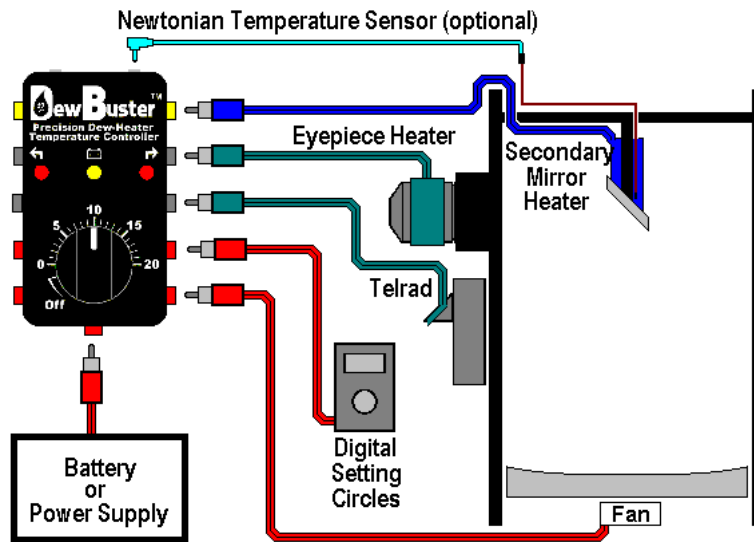 Newtonian Temperature Sensor (optional)
DewBuster™
Precision Dew-Heater
Temperature Controller
0
5
10
15
20
Off
Eyepiece Heater
Secondary
Mirror
Heater
Telrad
Digital
Setting
Circles
Battery
or
Power Supply
Fan